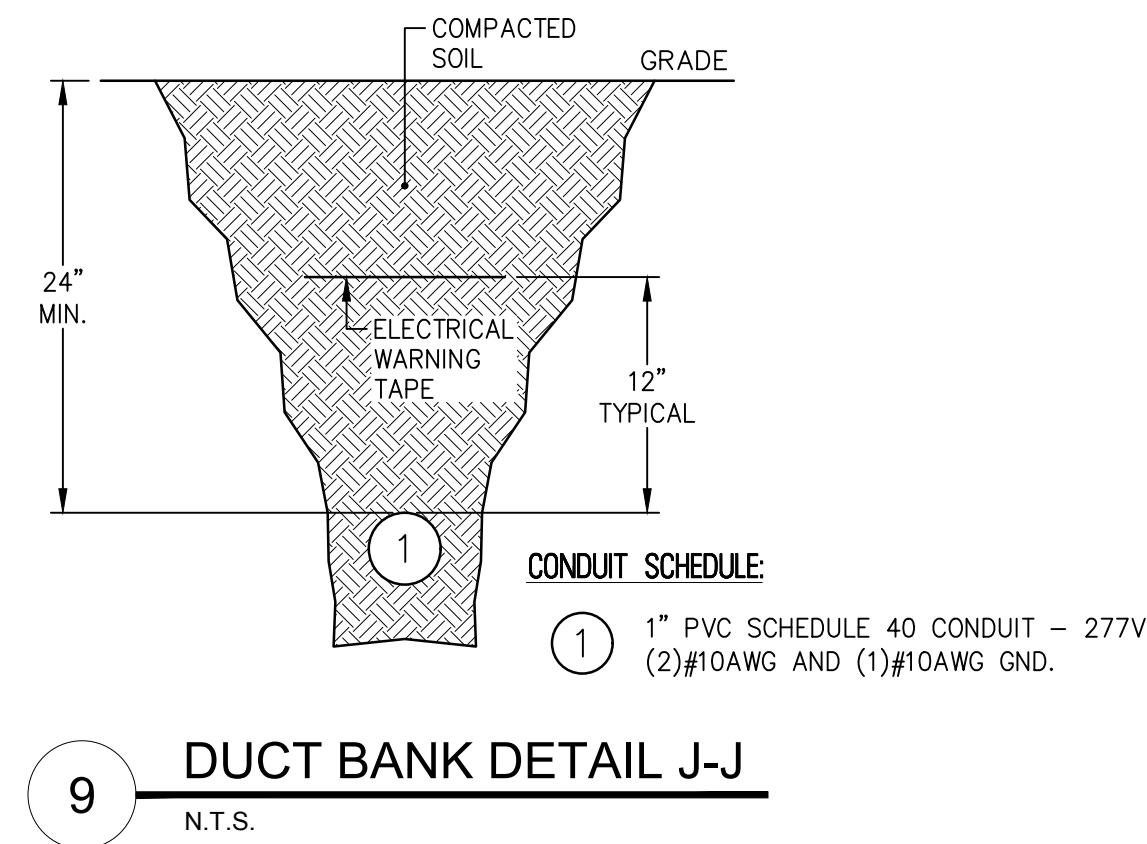 COMPACTED
SOIL
GRADE
24"
MIN.
ELECTRICAL
WARNING
TAPE
12"
TYPICAL
1
CONDUIT SCHEDULE:
1 1" PVC SCHEDULE 40 CONDUIT – 277V
(2)#10AWG AND (1)#10AWG GND.
9 DUCT BANK DETAIL J-J
N.T.S.